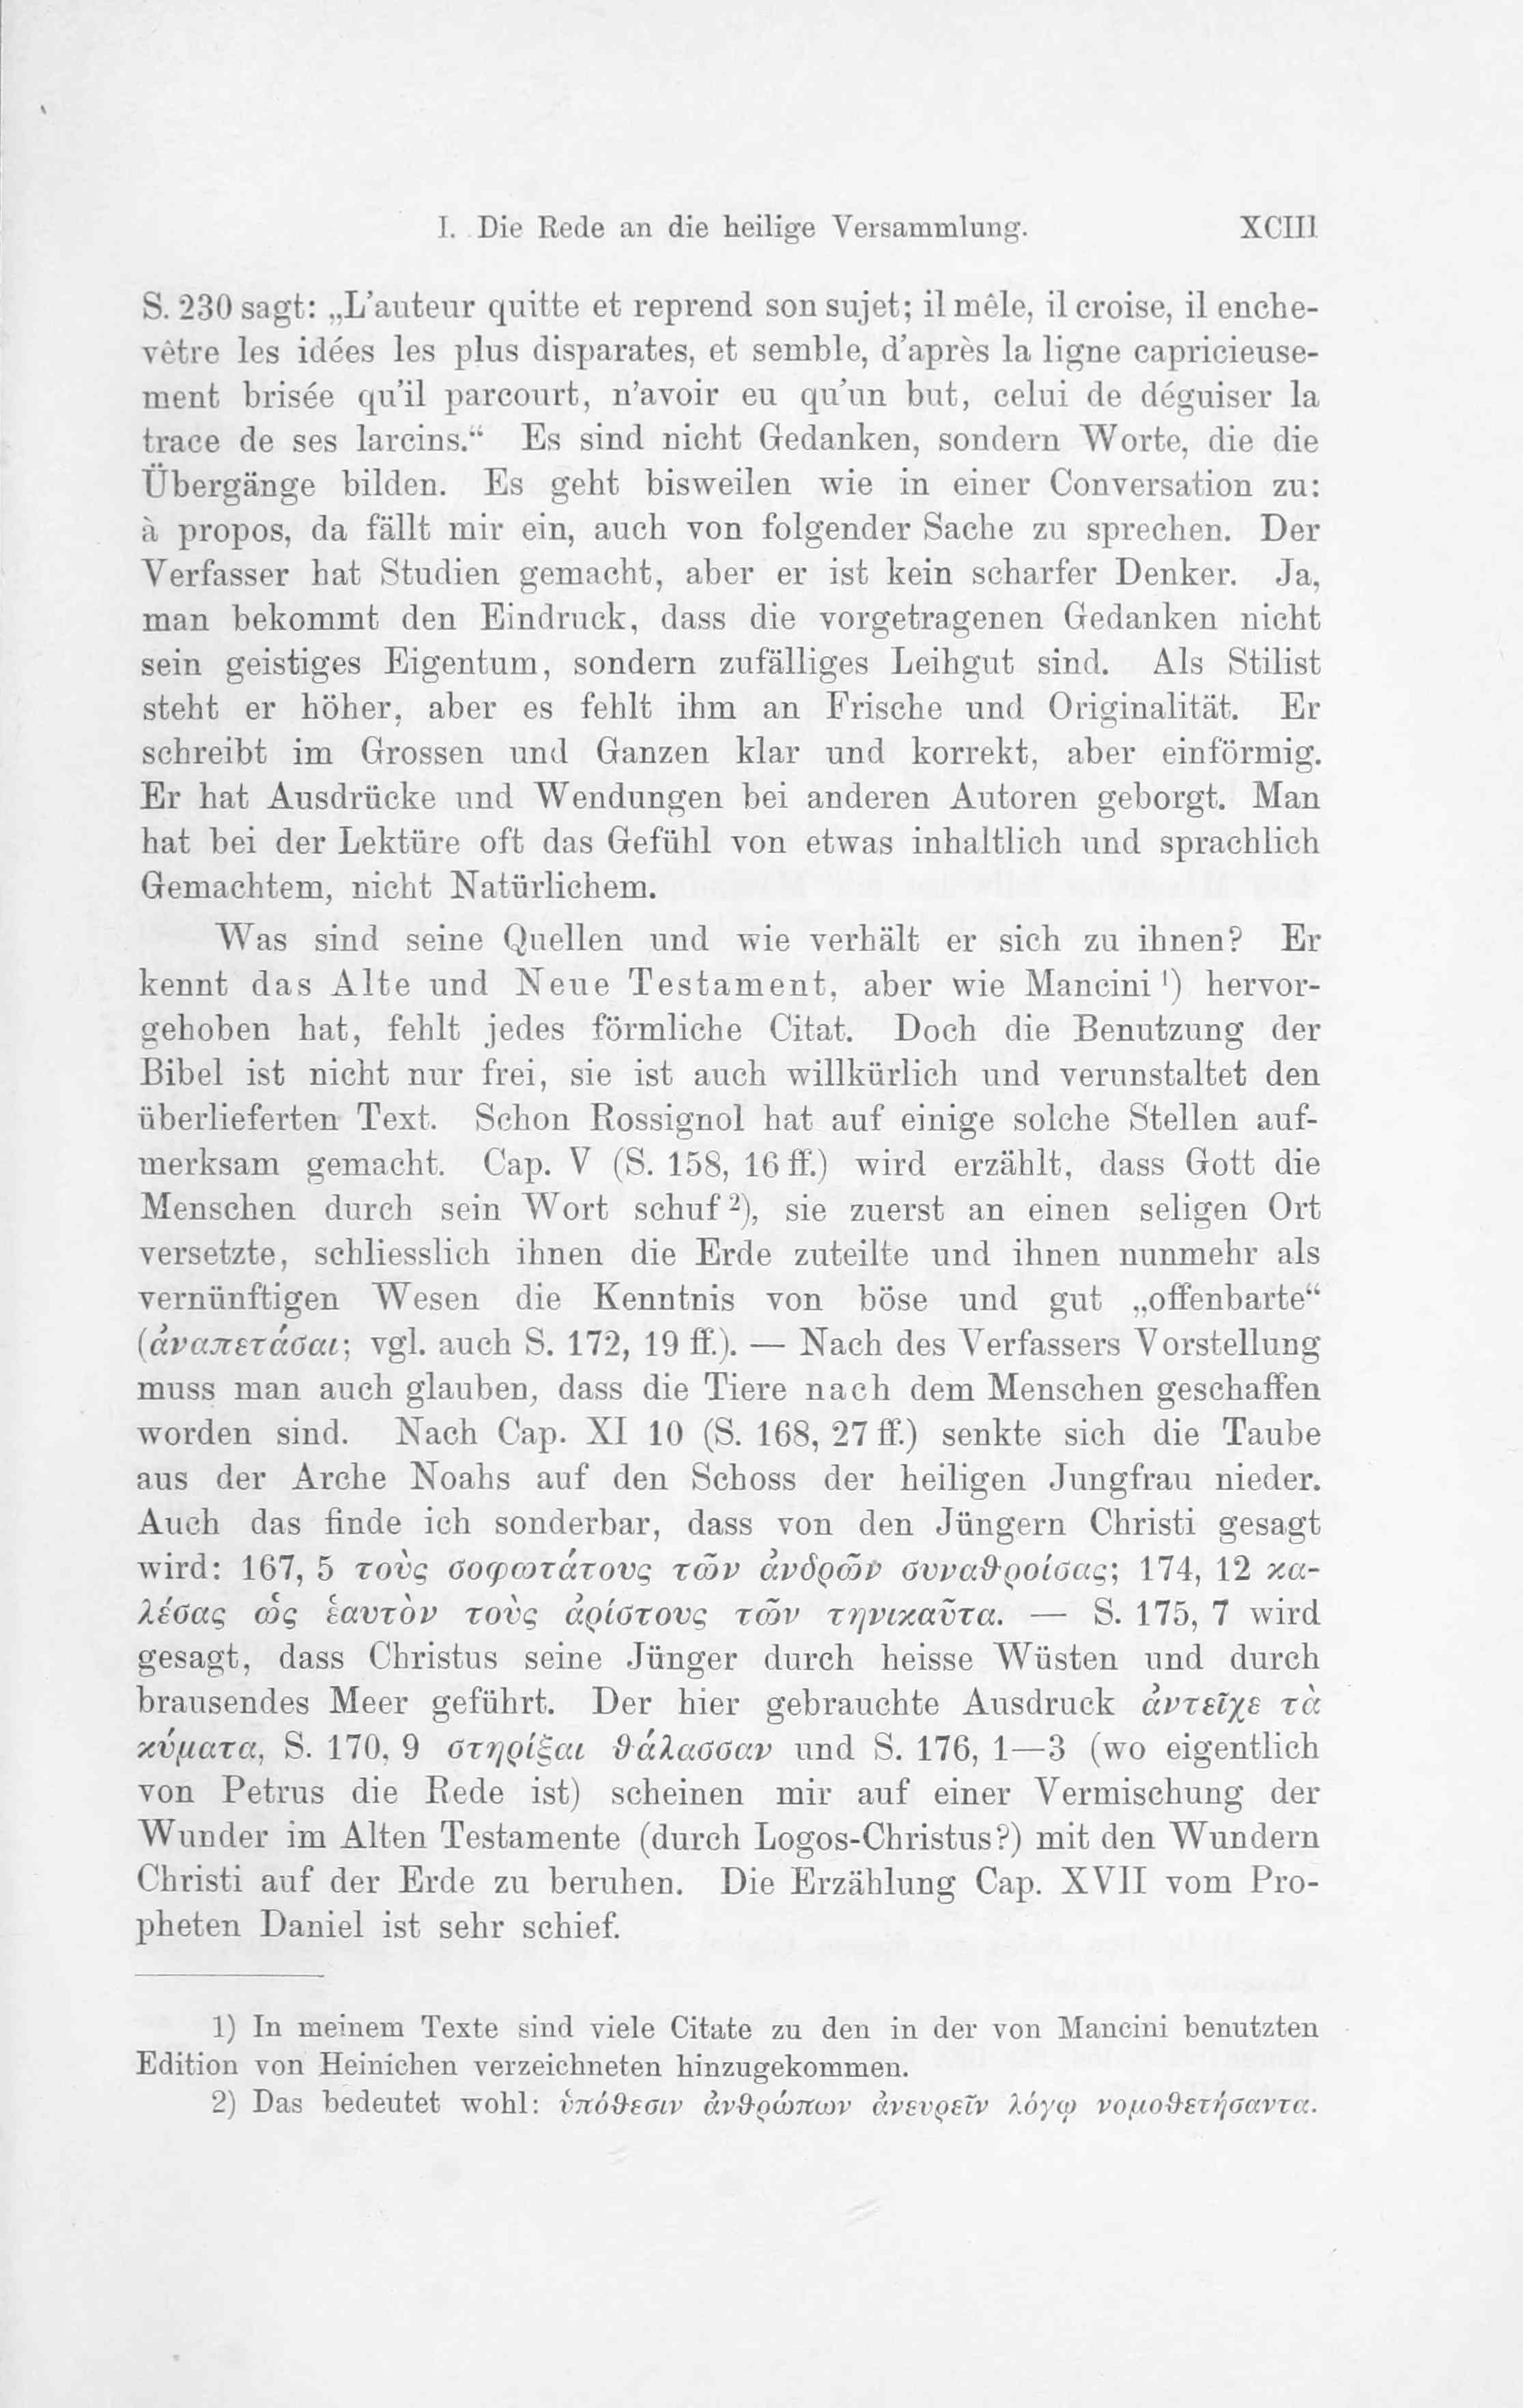 I. Die Rede an die heilige Versammlung. XCIII
S. 230 sagt: „L'auteur quitte et reprend son sujet; il mêle, il croise, il enche-
vêtre les idées les plus disparates, et semble, d'après la ligne capricieuse-
ment brisée qu'il parcourt, n'avoir eu qu'un but, celui de déguiser la
trace de ses larcins.“ Es sind nicht Gedanken, sondern Worte, die die
Übergänge bilden. Es geht bisweilen wie in einer Conversation zu:
à propos, da fällt mir ein, auch von folgender Sache zu sprechen. Der
Verfasser hat Studien gemacht, aber er ist kein scharfer Denker. Ja,
man bekommt den Eindruck, dass die vorgetragenen Gedanken nicht
sein geistiges Eigentum, sondern zufälliges Leihgut sind. Als Stilist
steht er höher, aber es fehlt ihm an Frische und Originalität. Er
schreibt im Grossen und Ganzen klar und korrekt, aber einförmig.
Er hat Ausdrücke und Wendungen bei anderen Autoren geborgt. Man
hat bei der Lektüre oft das Gefühl von etwas inhaltlich und sprachlich
Gemachtem, nicht Natürlichem.
Was sind seine Quellen und wie verhält er sich zu ihnen? Er
kennt das Alte und Neue Testament, aber wie Mancini ¹) hervor-
gehoben hat, fehlt jedes förmliche Citat. Doch die Benutzung der
Bibel ist nicht nur frei, sie ist auch willkürlich und verunstaltet den
überlieferten Text. Schon Rossignol hat auf einige solche Stellen auf-
merksam gemacht. Cap. V (S. 158, 16 ff.) wird erzählt, dass Gott die
Menschen durch sein Wort schuf ²), sie zuerst an einen seligen Ort
versetzte, schliesslich ihnen die Erde zuteilte und ihnen nunmehr als
vernünftigen Wesen die Kenntnis von böse und gut „offenbarte“
(ἀναπετάσαι; vgl. auch S. 172, 19 ff.). — Nach des Verfassers Vorstellung
muss man auch glauben, dass die Tiere nach dem Menschen geschaffen
worden sind. Nach Cap. XI 10 (S. 168, 27 ff.) senkte sich die Taube
aus der Arche Noahs auf den Schoss der heiligen Jungfrau nieder.
Auch das finde ich sonderbar, dass von den Jüngern Christi gesagt
wird: 167, 5 τοὺς σοφωτάτους τῶν ἀνδρῶν συναθροίσας; 174, 12 κα-
λέσας ὡς ἑαυτὸν τοὺς ἀρίστους τῶν τηνικαῦτα. — S. 175, 7 wird
gesagt, dass Christus seine Jünger durch heisse Wüsten und durch
brausendes Meer geführt. Der hier gebrauchte Ausdruck ἀντεῖχε τὰ
κύματα, S. 170, 9 στηρίξαι θάλασσαν und S. 176, 1—3 (wo eigentlich
von Petrus die Rede ist) scheinen mir auf einer Vermischung der
Wunder im Alten Testamente (durch Logos-Christus?) mit den Wundern
Christi auf der Erde zu beruhen. Die Erzählung Cap. XVII vom Pro-
pheten Daniel ist sehr schief.
1) In meinem Texte sind viele Citate zu den in der von Mancini benutzten
Edition von Heinichen verzeichneten hinzugekommen.
2) Das bedeutet wohl: ὑπόθεσιν ἀνθρώπων ἀνευρεῖν λόγῳ νομοθετήσαντα.